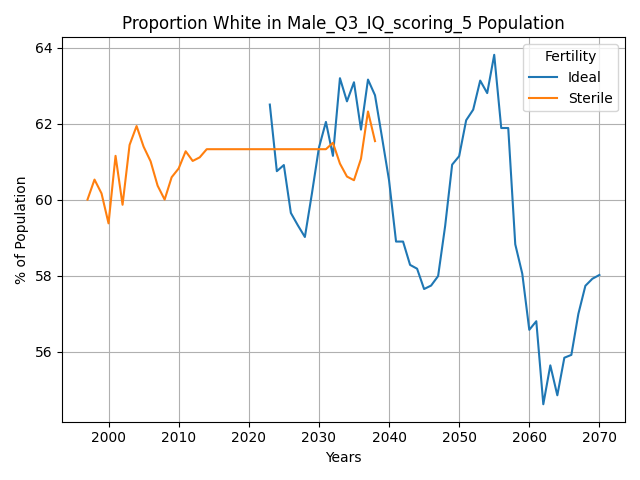 Proportion White in Male_Q3_IQ_scoring_5 Population
64
62
60
58
56
% of Population
Fertility
Ideal
Sterile
2000 2010 2020 2030 2040 2050 2060 2070
Years